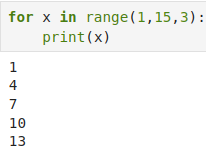 for x in range(1,15,3):
    print(x)
1
4
7
10
13